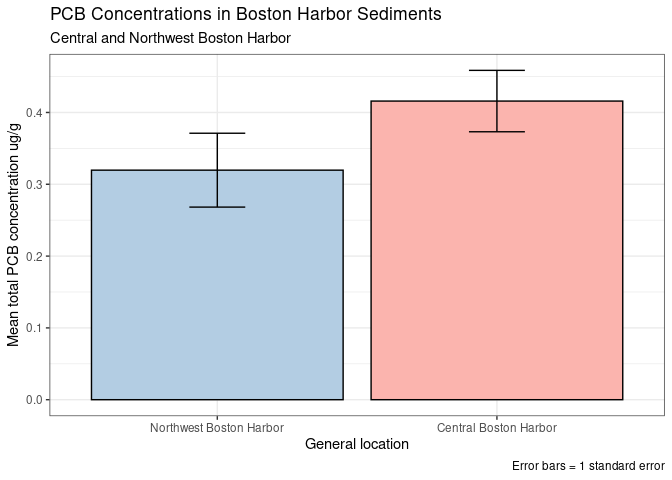 PCB Concentrations in Boston Harbor Sediments
Central and Northwest Boston Harbor
Mean total PCB concentration ug/g
0.4
0.3
0.2
0.1
0.0
Northwest Boston Harbor
Central Boston Harbor
General location
Error bars = 1 standard error